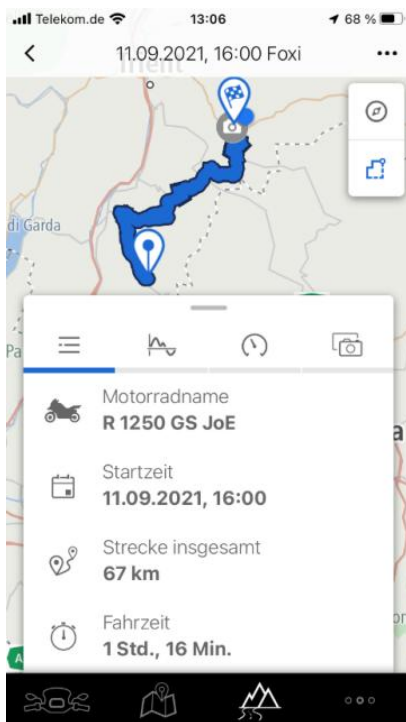 Telekom.de
13:06
68 %
11.09.2021, 16:00 Foxi
di Garda
Pa
a
Motorradname
R 1250 GS JoE
Startzeit
11.09.2021, 16:00
Strecke insgesamt
67 km
Fahrzeit
1 Std., 16 Min.
A